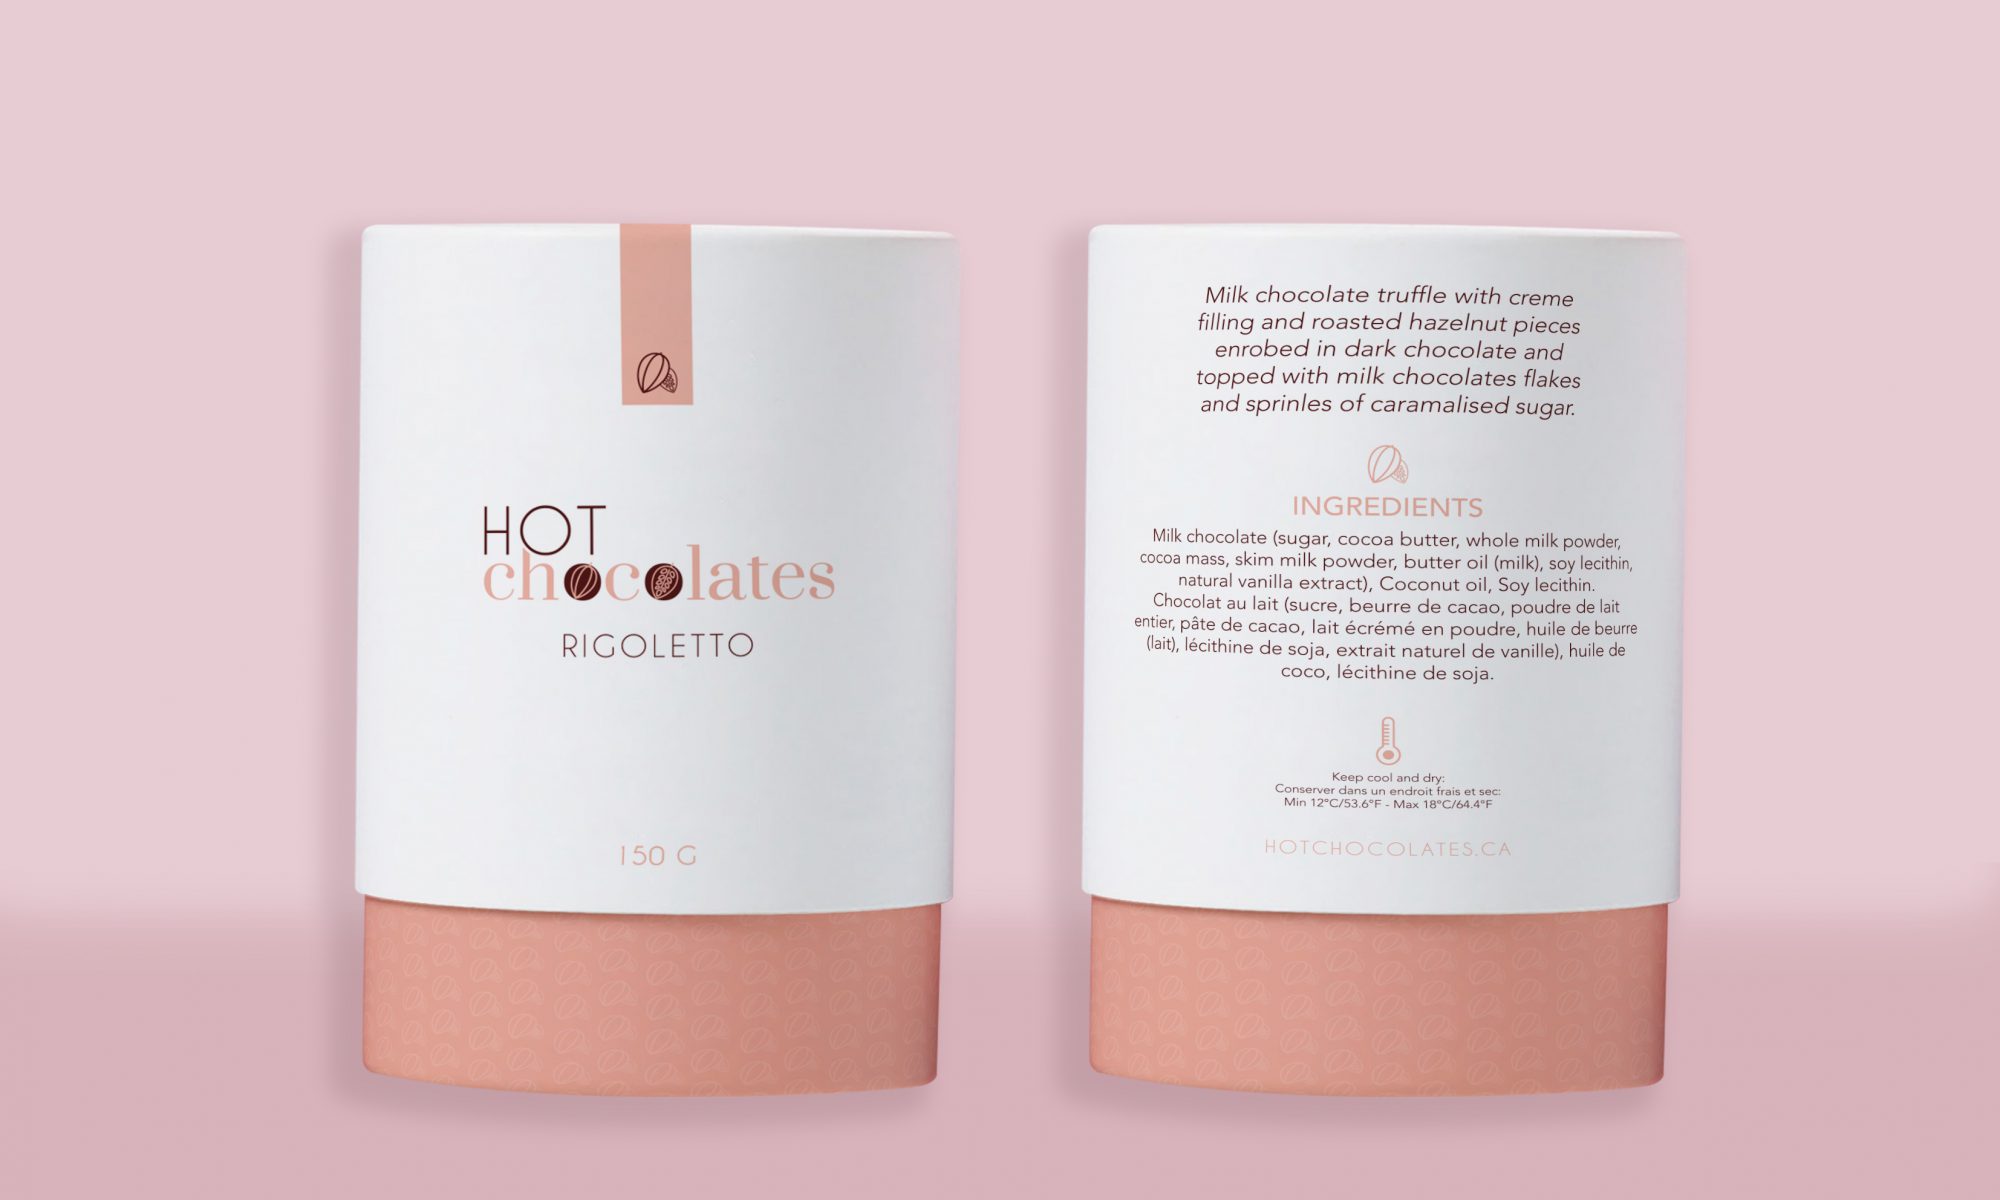 HOT
chocolates
RIGOLETTO
150 G
Milk chocolate truffle with creme
filling and roasted hazelnut pieces
enrobed in dark chocolate and
topped with milk chocolates flakes
and sprinles of caramalised sugar.
INGREDIENTS
Milk chocolate (sugar, cocoa butter, whole milk powder,
cocoa mass, skim milk powder, butter oil (milk), soy lecithin,
natural vanilla extract), Coconut oil, Soy lecithin.
Chocolat au lait (sucre, beurre de cacao, poudre de lait
entier, pâte de cacao, lait écrémé en poudre, huile de beurre
(lait), lécithine de soja, extrait naturel de vanille), huile de
coco, lécithine de soja.
Keep cool and dry:
Conserver dans un endroit frais et sec:
Min 12°C/53.6°F - Max 18°C/64.4°F
HOTCHOCOLATES.CA